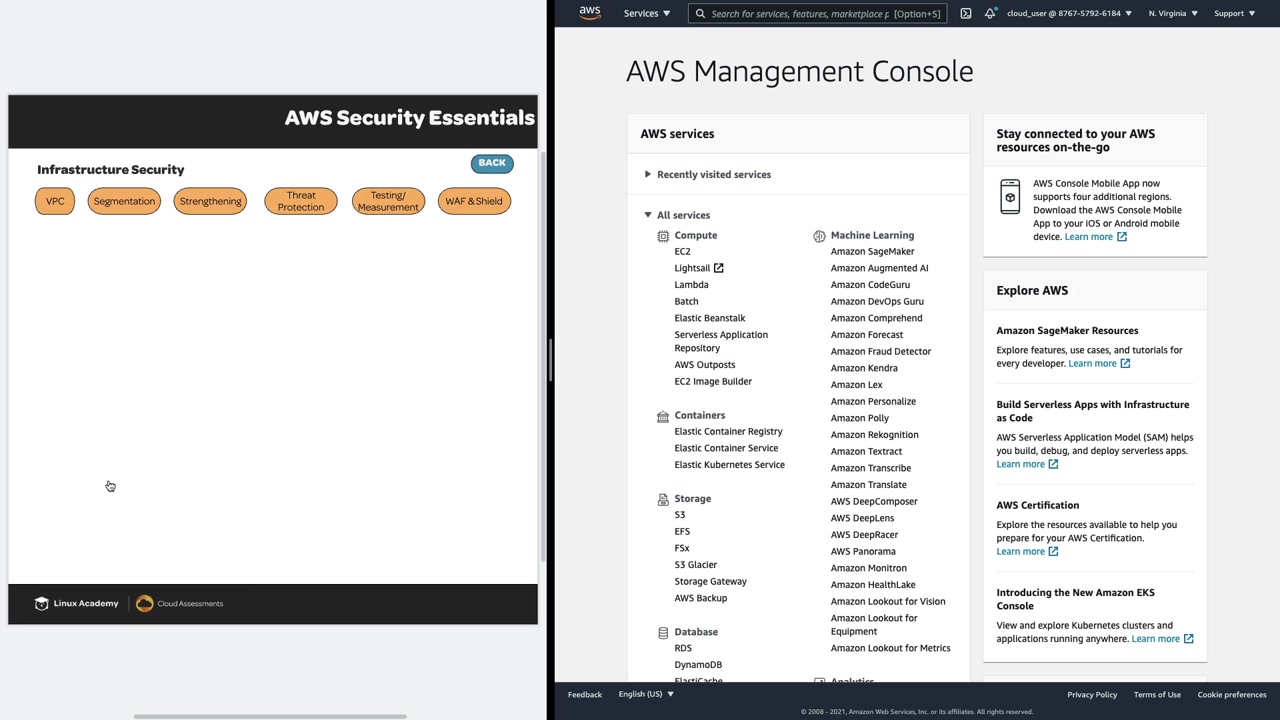 AWS Security Essentials
Infrastructure Security
BACK
VPC
Segmentation
Strengthening
Threat
Protection
Testing/
Measurement
WAF & Shield
Linux Academy
Cloud Assessments
aws
Services
Search for services, features, marketplace p [Option+S]
cloud_user @ 8767-5792-6184
N. Virginia
Support
AWS Management Console
AWS services
Recently visited services
All services
Compute
EC2
Lightsail
Lambda
Batch
Elastic Beanstalk
Serverless Application
Repository
AWS Outposts
EC2 Image Builder
Containers
Elastic Container Registry
Elastic Container Service
Elastic Kubernetes Service
Storage
S3
EFS
FSx
S3 Glacier
Storage Gateway
AWS Backup
Database
RDS
DynamoDB
ElastiCache
Machine Learning
Amazon SageMaker
Amazon Augmented AI
Amazon CodeGuru
Amazon DevOps Guru
Amazon Comprehend
Amazon Forecast
Amazon Fraud Detector
Amazon Kendra
Amazon Lex
Amazon Personalize
Amazon Polly
Amazon Rekognition
Amazon Textract
Amazon Transcribe
Amazon Translate
AWS DeepComposer
AWS DeepLens
AWS DeepRacer
AWS Panorama
Amazon Monitron
Amazon HealthLake
Amazon Lookout for Vision
Amazon Lookout for
Equipment
Amazon Lookout for Metrics
Analytics
Stay connected to your AWS
resources on-the-go
AWS Console Mobile App now
supports four additional regions.
Download the AWS Console Mobile
App to your iOS or Android mobile
device. Learn more
Explore AWS
Amazon SageMaker Resources
Explore features, use cases, and tutorials for
every developer. Learn more
Build Serverless Apps with Infrastructure
as Code
AWS Serverless Application Model (SAM) helps
you build, debug, and deploy serverless apps.
Learn more
AWS Certification
Explore the resources available to help you
prepare for your AWS Certification.
Learn more
Introducing the New Amazon EKS
Console
View and explore Kubernetes clusters and
applications running anywhere. Learn more
Feedback
English (US)
Privacy Policy
Terms of Use
Cookie preferences
© 2008 - 2021, Amazon Web Services, Inc. or its affiliates. All rights reserved.